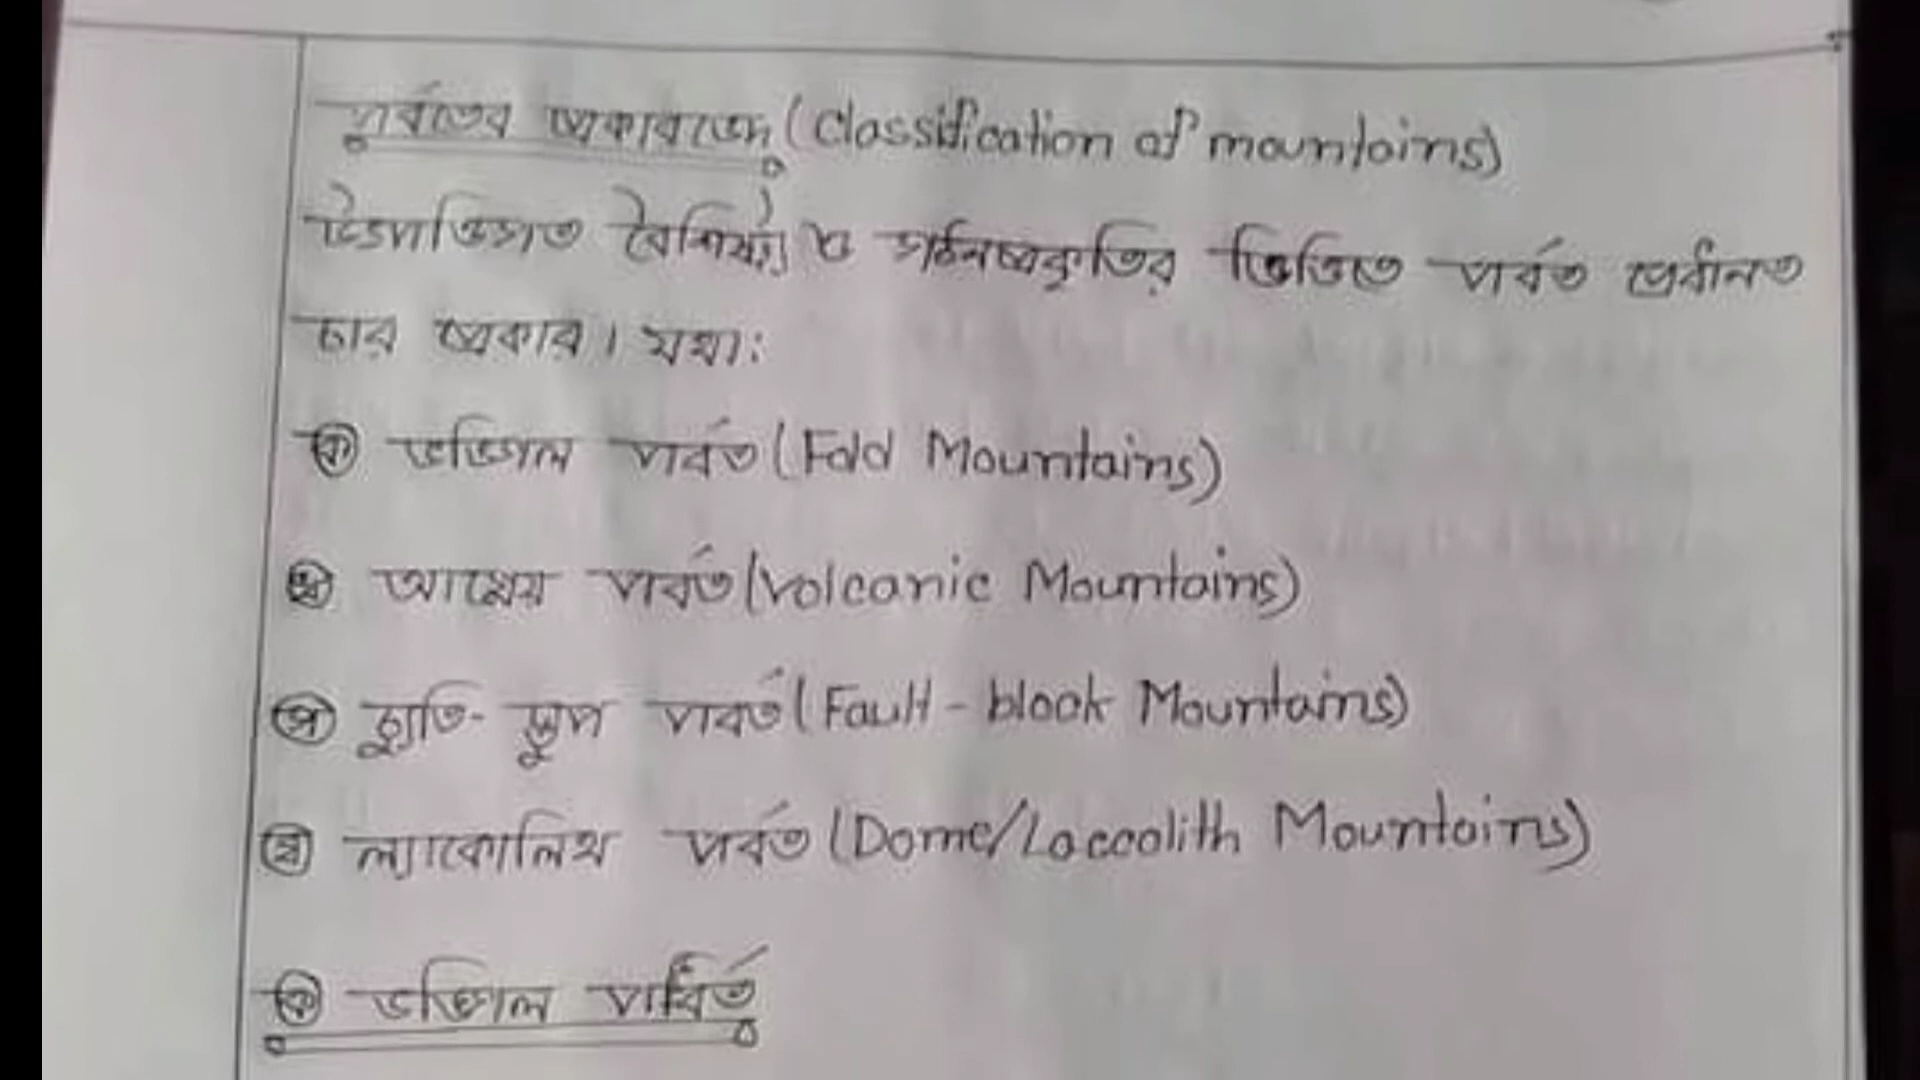 পর্বতের প্রকারভেদ (Classification of mountains)
উৎপত্তিগত বৈশিষ্ট্য ও গঠনপ্রকৃতির ভিত্তিতে পর্বত প্রধানত
চার প্রকার। যথা:
ক ভঙ্গিল পর্বত (Fold Mountains)
খ আগ্নেয় পর্বত (Volcanic Mountains)
গ চ্যুতি-স্তুপ পর্বত (Fault-block Mountains)
ঘ ল্যাকোলিথ পর্বত (Dome/Laccolith Mountains)
ক ভঙ্গিল পর্বত